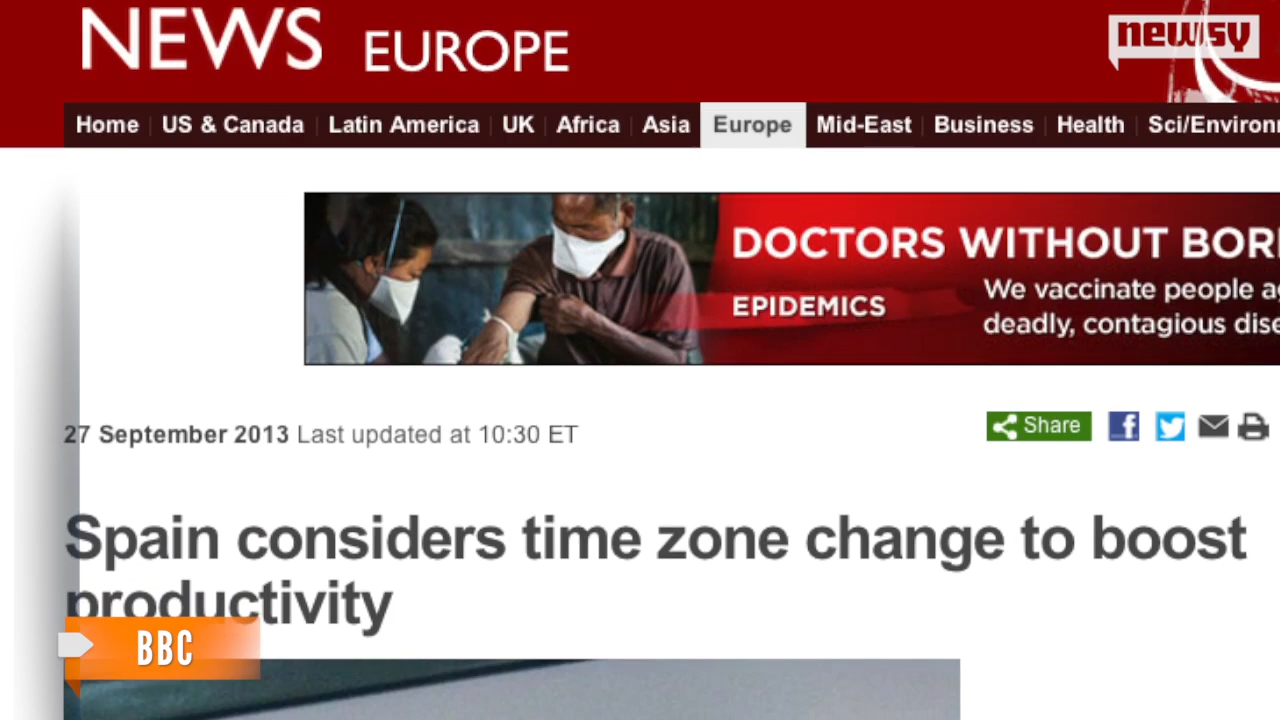 NEWS EUROPE
newsy
Home US & Canada Latin America UK Africa Asia Europe Mid-East Business Health
DOCTORS WITHOUT
EPIDEMICS
We vaccinate people
deadly, contagious
27 September 2013 Last updated at 10:30 ET
Share
Spain considers time zone change to boost
productivity
BBC